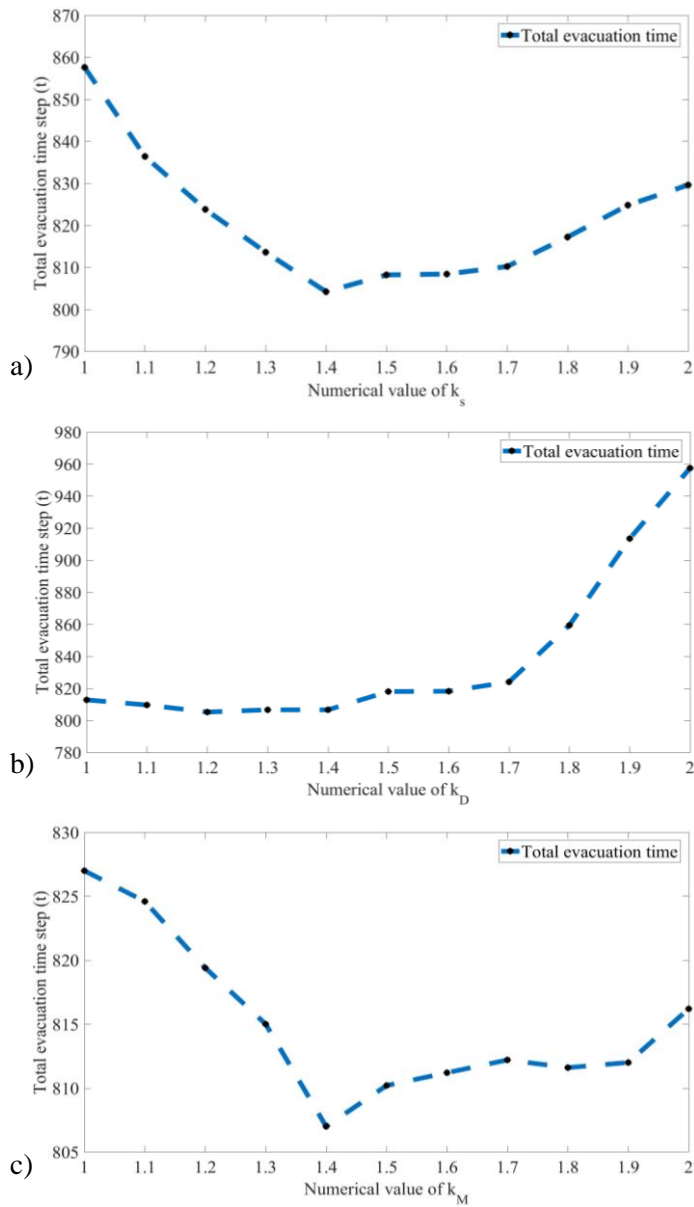 870
Total evacuation time
860
850
840
830
820
810
800
790
Total evacuation time step (t)
1 1.1 1.2 1.3 1.4 1.5 1.6 1.7 1.8 1.9 2
a)
Numerical value of k_s
980
Total evacuation time
960
940
920
900
880
860
840
820
800
780
Total evacuation time step (t)
1 1.1 1.2 1.3 1.4 1.5 1.6 1.7 1.8 1.9 2
b)
Numerical value of k_D
830
Total evacuation time
825
820
815
810
805
Total evacuation time step (t)
1 1.1 1.2 1.3 1.4 1.5 1.6 1.7 1.8 1.9 2
c)
Numerical value of k_M